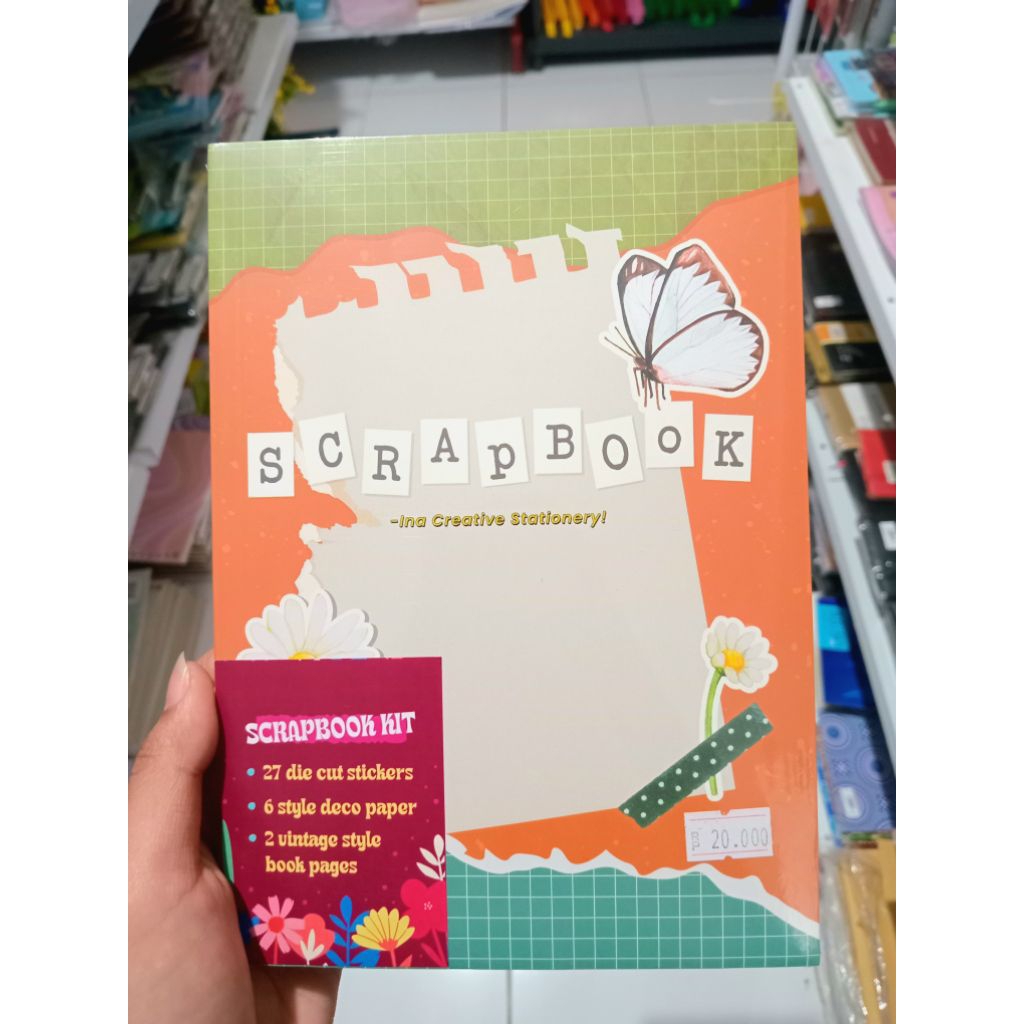 SCRApBOOK
-Ina Creative Stationery!
SCRAPBOOK KIT
• 27 die cut stickers
• 6 style deco paper
• 2 vintage style
book pages
20.000